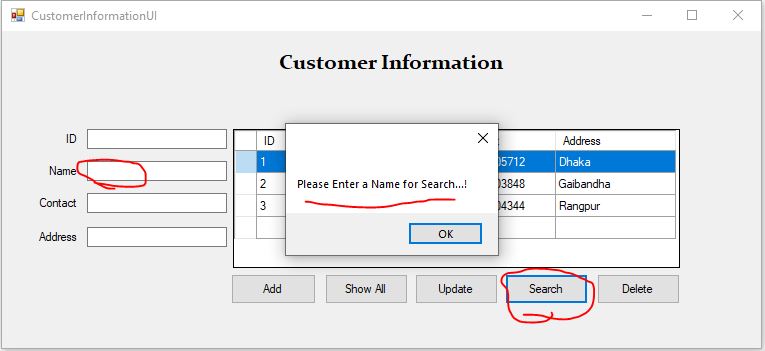 CustomerInformationUI
Customer Information
ID
Name
Contact
Address
ID Address
1 05712 Dhaka
2 03848 Gaibandha
3 04344 Rangpur
Please Enter a Name for Search...!
OK
Add Show All Update Search Delete